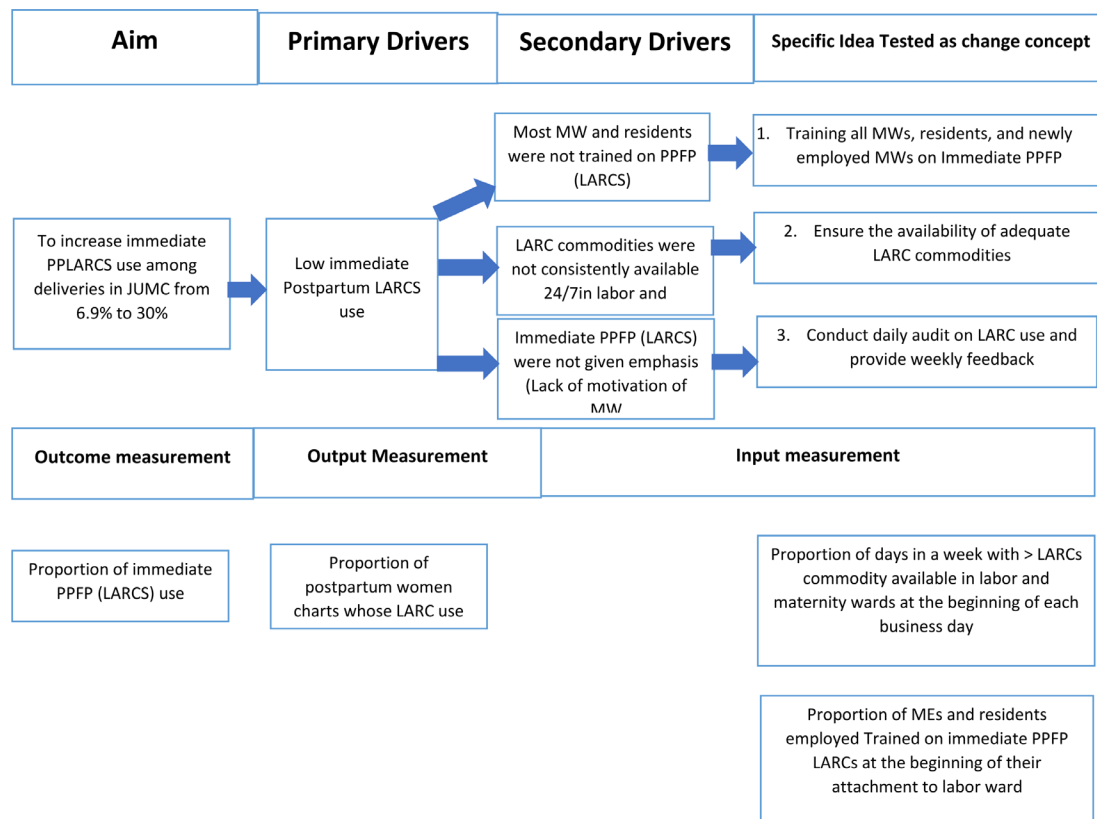 Aim
Primary Drivers
Secondary Drivers
Specific Idea Tested as change concept
To increase immediate
PPLARCS use among
deliveries in JUMC from
6.9% to 30%
Low immediate
Postpartum LARCS
use
Most MW and residents
were not trained on PPFP
(LARCS)
1. Training all MWs, residents, and newly
employed MWs on Immediate PPFP
LARC commodities were
not consistently available
24/7in labor and
2. Ensure the availability of adequate
LARC commodities
Immediate PPFP (LARCS)
were not given emphasis
(Lack of motivation of
MW
3. Conduct daily audit on LARC use and
provide weekly feedback
Outcome measurement
Output Measurement
Input measurement
Proportion of immediate
PPFP (LARCS) use
Proportion of
postpartum women
charts whose LARC use
Proportion of days in a week with > LARCs
commodity available in labor and
maternity wards at the beginning of each
business day
Proportion of MEs and residents
employed Trained on immediate PPFP
LARCs at the beginning of their
attachment to labor ward